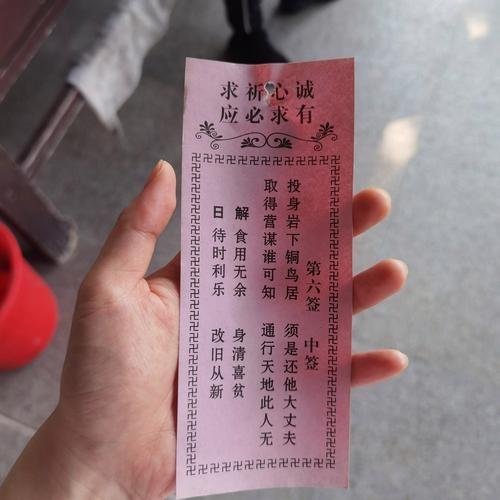 求祈心诚
应必求有
第六签 中签
投身岩下铜鸟居 须是还他大丈夫
取得营谋谁可知 通行天地此人无
解 食用无余 身清喜贫
日 待时利乐 改旧从新